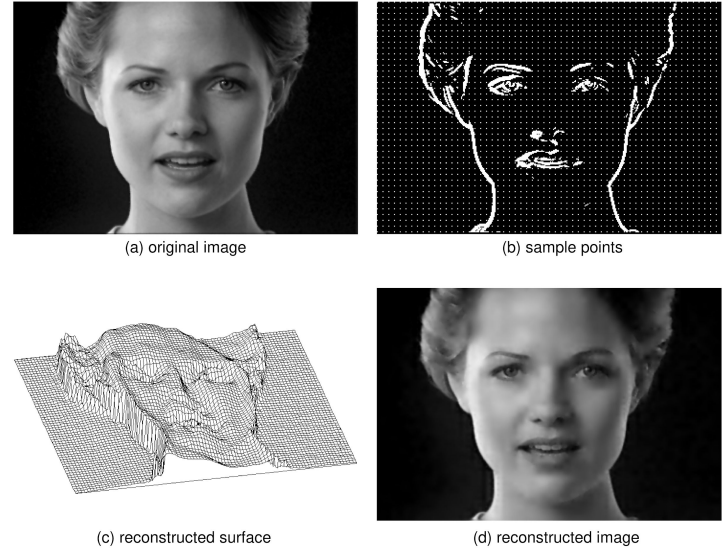 (a) original image
(b) sample points
(c) reconstructed surface
(d) reconstructed image